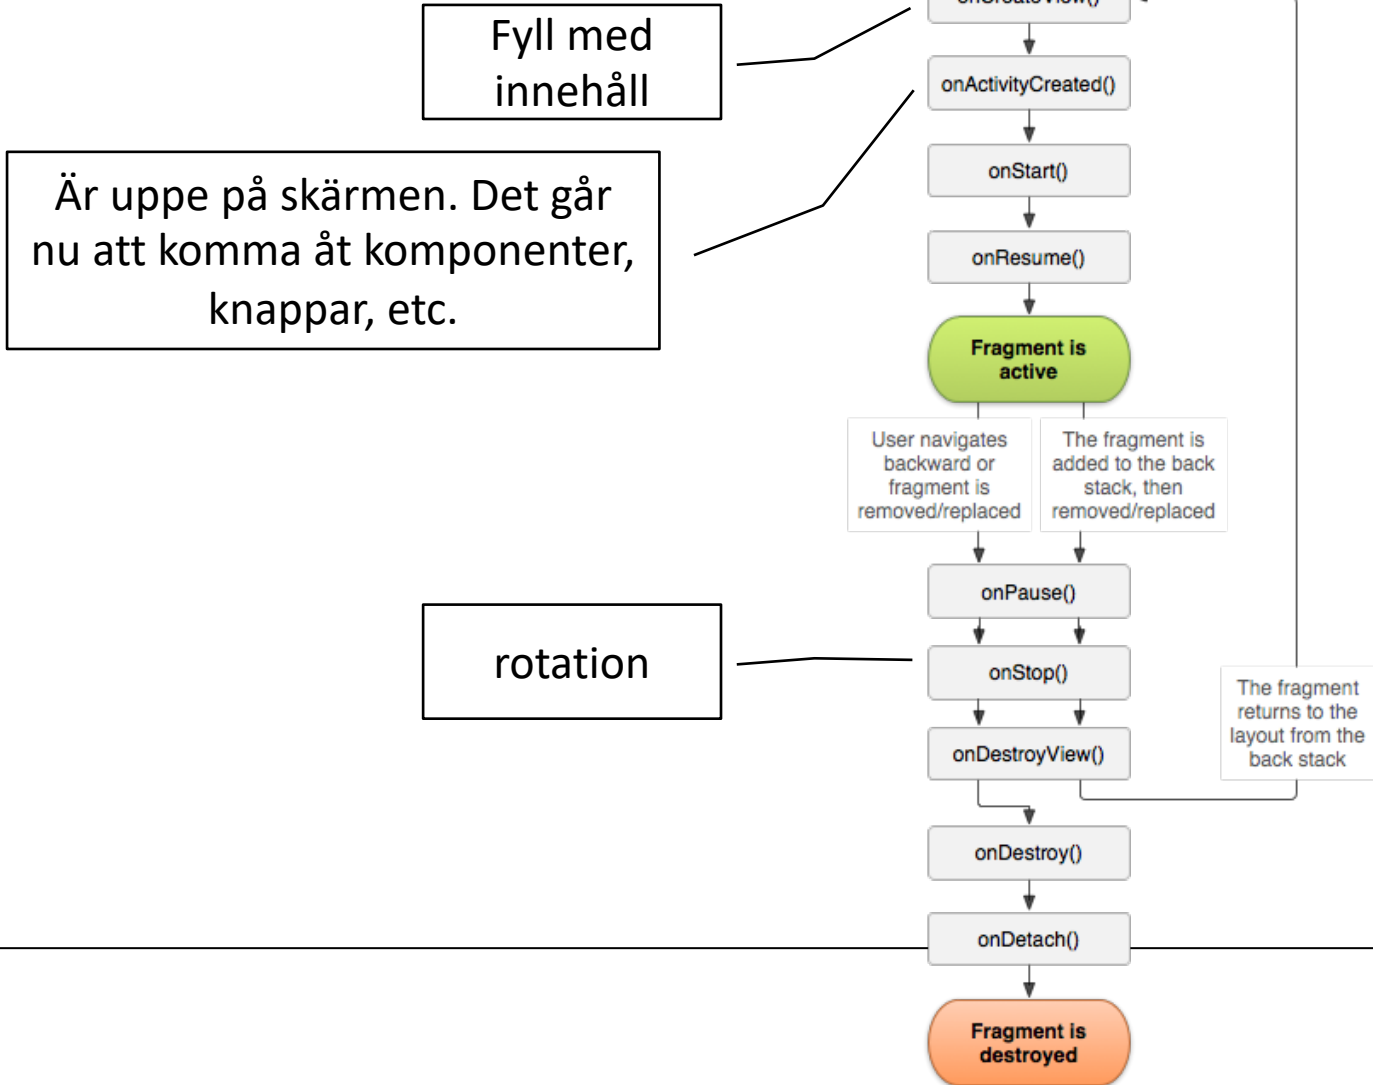 onCreateView()
Fyll med
innehåll
onActivityCreated()
Är uppe på skärmen. Det går
nu att komma åt komponenter,
knappar, etc.
onStart()
onResume()
Fragment is
active
User navigates
backward or
fragment is
removed/replaced
The fragment is
added to the back
stack, then
removed/replaced
onPause()
rotation
onStop()
The fragment
returns to the
layout from the
back stack
onDestroyView()
onDestroy()
onDetach()
Fragment is
destroyed